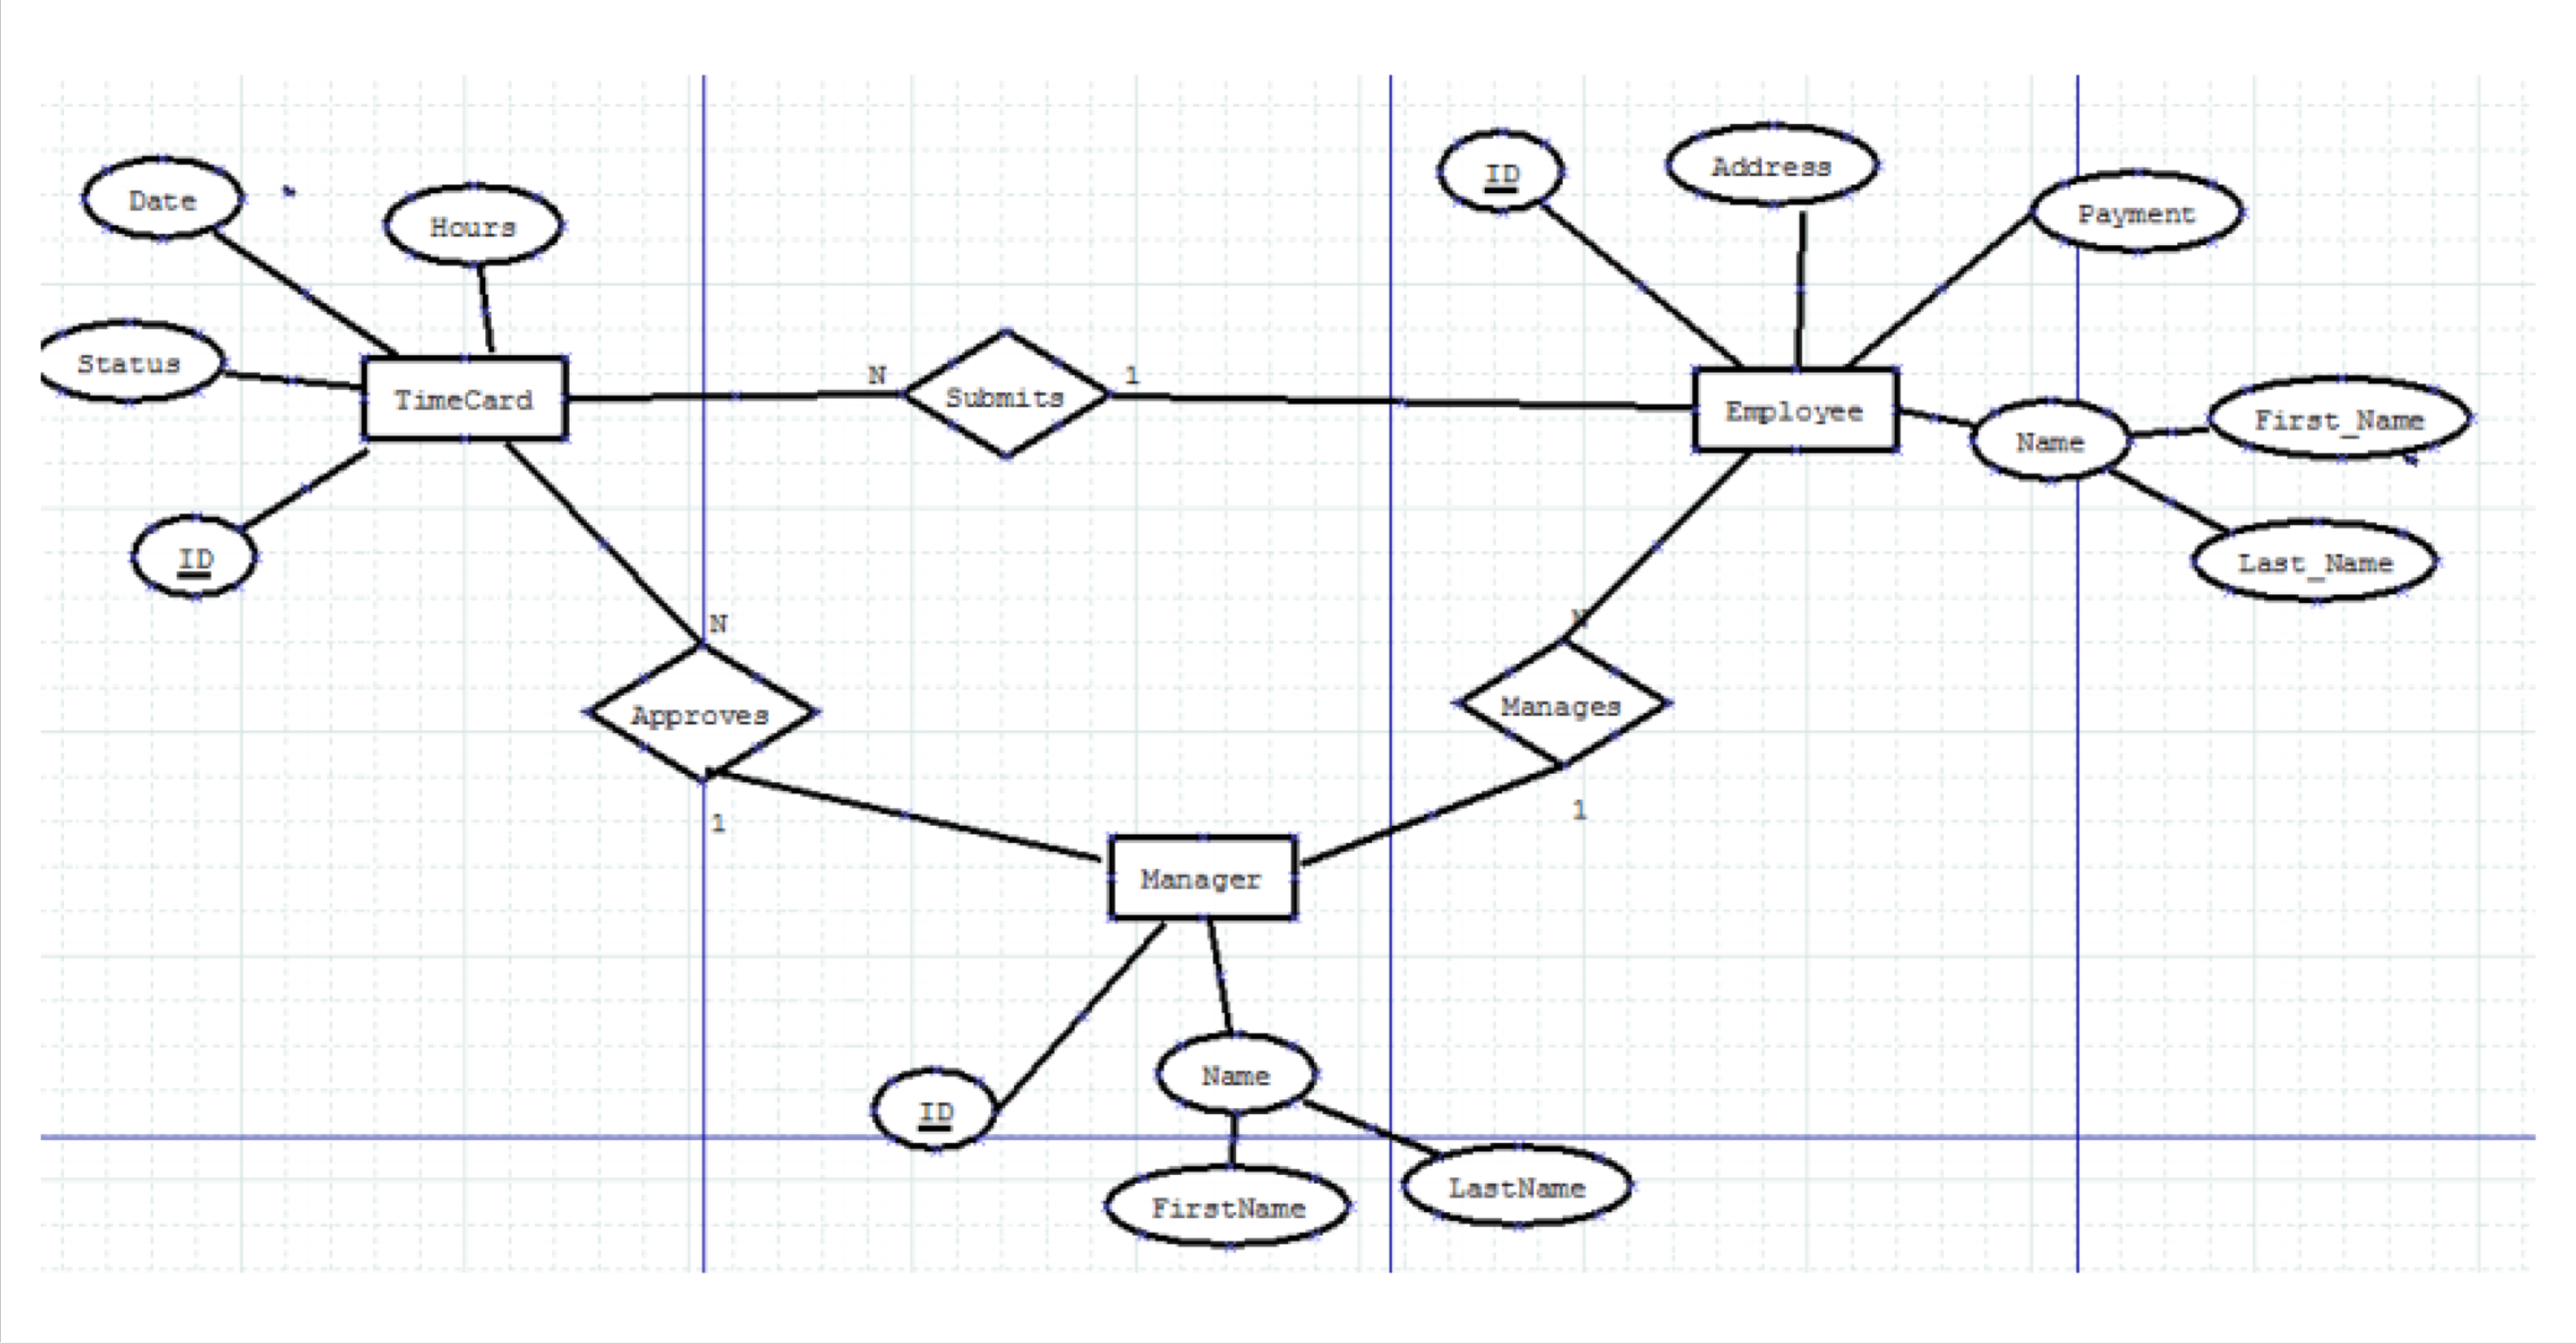 ID
Address
Date
Payment
Hours
Status
N
1
TimeCard
Submits
Employee
First_Name
Name
ID
Last_Name
N
N
Approves
Manages
1
1
Manager
Name
ID
LastName
FirstName